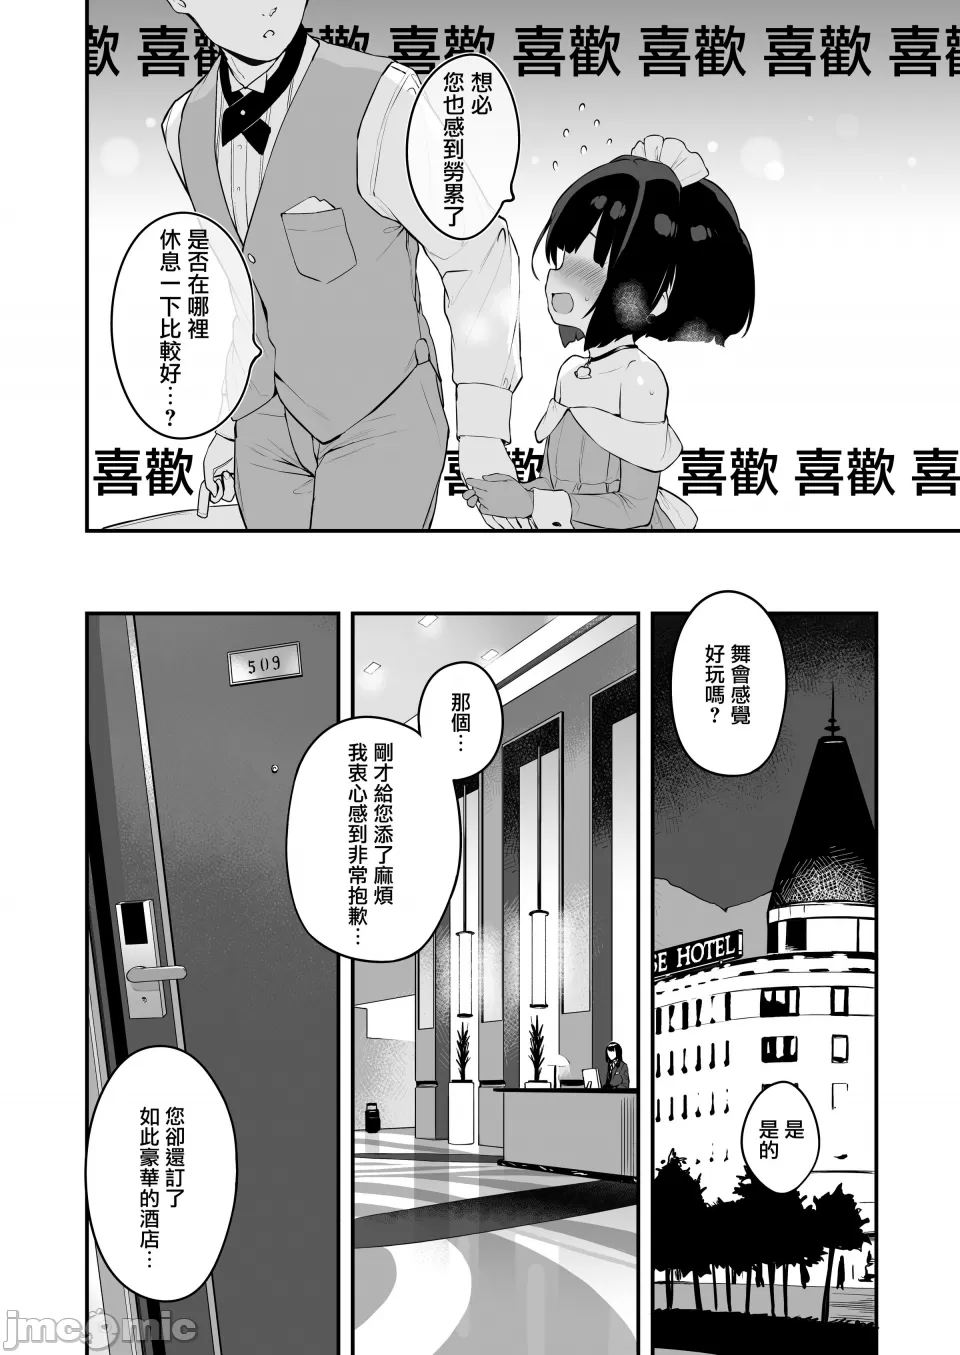 歡 喜歡 喜歡 喜歡 喜歡 喜歡 喜歡 喜
想必
您也感到勞累了
是否在哪裡
休息一下比較好…?
喜歡 喜歡 喜歡 喜歡 喜
舞會感覺
好玩嗎?
SE HOTEL!
是
是的
那個…
剛才給您添了麻煩
我衷心感到非常抱歉…
509
您卻還訂了
如此豪華的酒店…
jmcomic